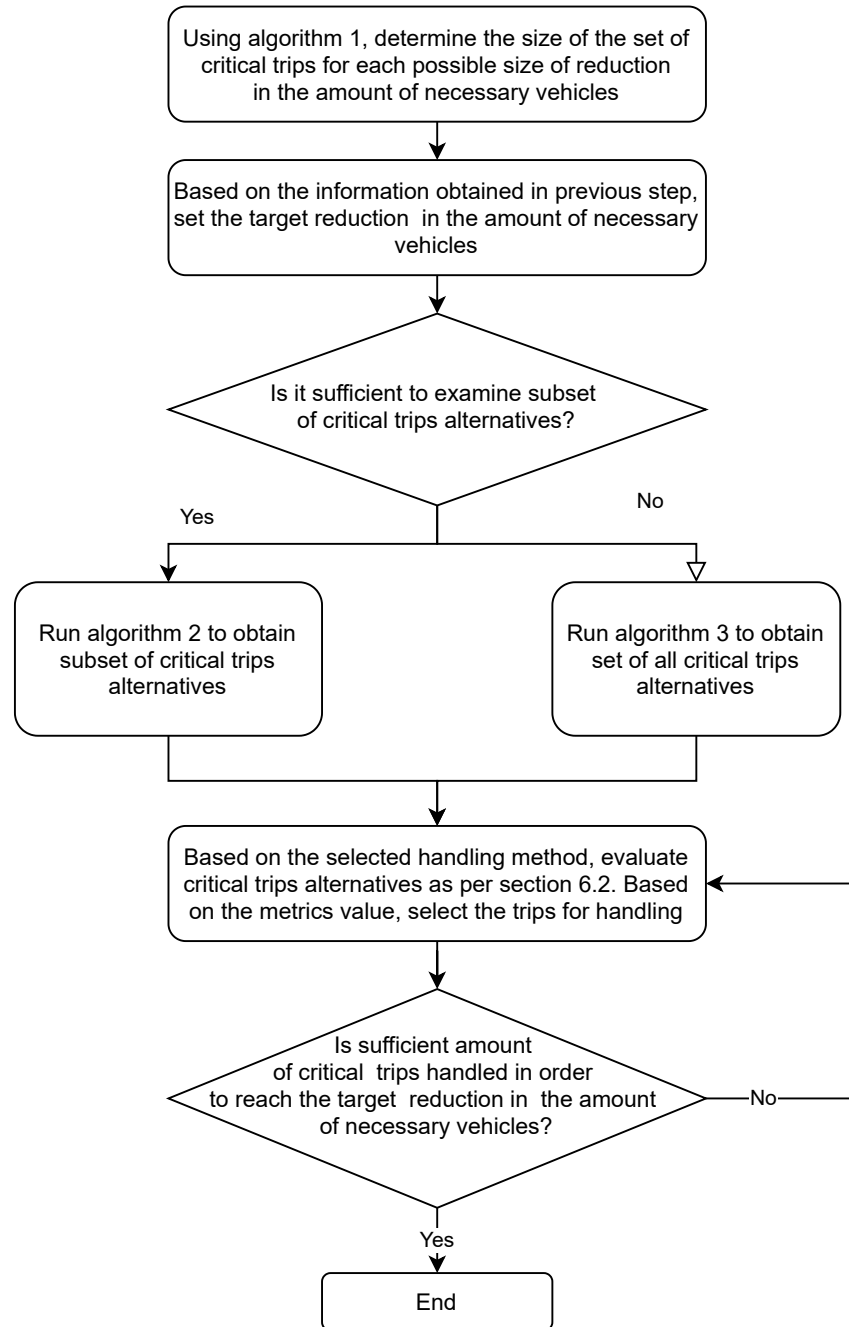 Using algorithm 1, determine the size of the set of
critical trips for each possible size of reduction
in the amount of necessary vehicles
Based on the information obtained in previous step,
set the target reduction  in the amount of necessary
vehicles
Is it sufficient to examine subset
of critical trips alternatives?
Yes
No
Run algorithm 2 to obtain
subset of critical trips
alternatives
Run algorithm 3 to obtain
set of all critical trips
alternatives
Based on the selected handling method, evaluate
critical trips alternatives as per section 6.2. Based
on the metrics value, select the trips for handling
Is sufficient amount
of critical  trips handled in order
to reach the target  reduction in  the amount
of necessary vehicles?
No
Yes
End